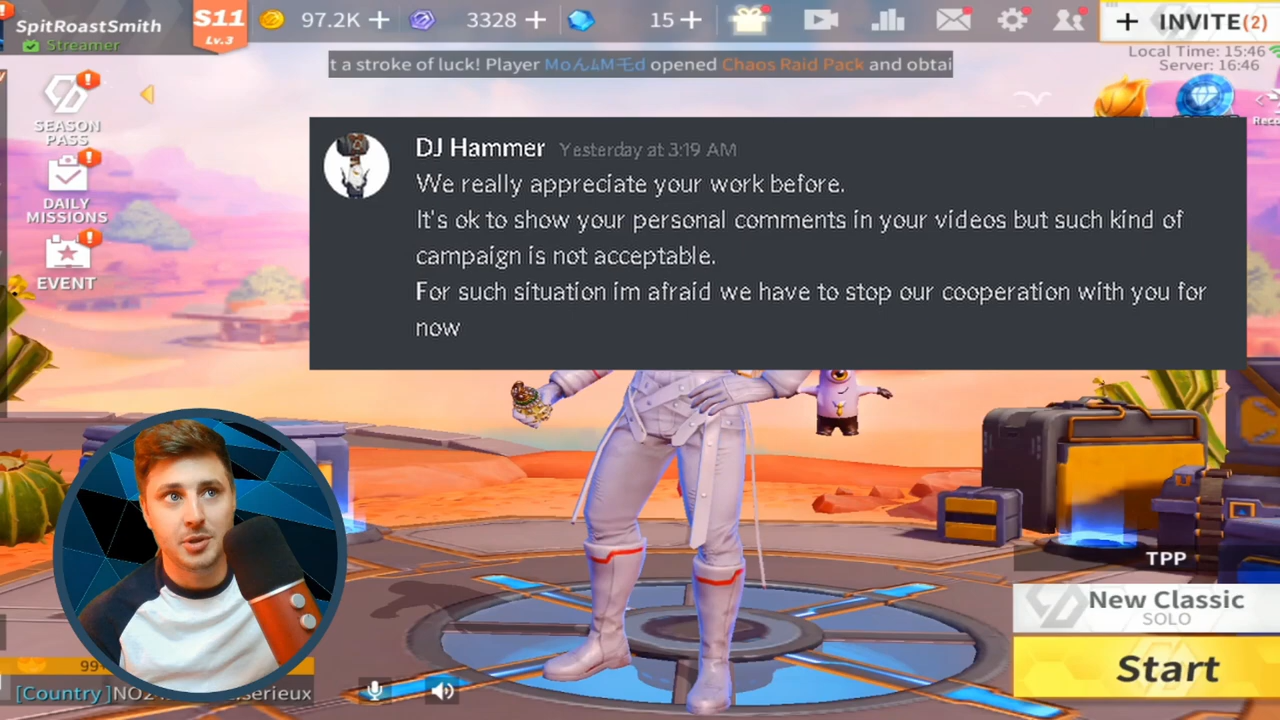 SpitRoastSmith
Streamer
S11
Lv.3
97.2K +
3328 +
15 +
+ INVITE(2)
Local Time: 15:46
Server: 16:46
t a stroke of luck! Player opened Chaos Raid Pack and obtai
SEASON
PASS
DAILY
MISSIONS
EVENT
DJ Hammer Yesterday at 3:19 AM
We really appreciate your work before.
It's ok to show your personal comments in your videos but such kind of
campaign is not acceptable.
For such situation im afraid we have to stop our cooperation with you for
now
TPP
New Classic
SOLO
Start
99+
[Country]